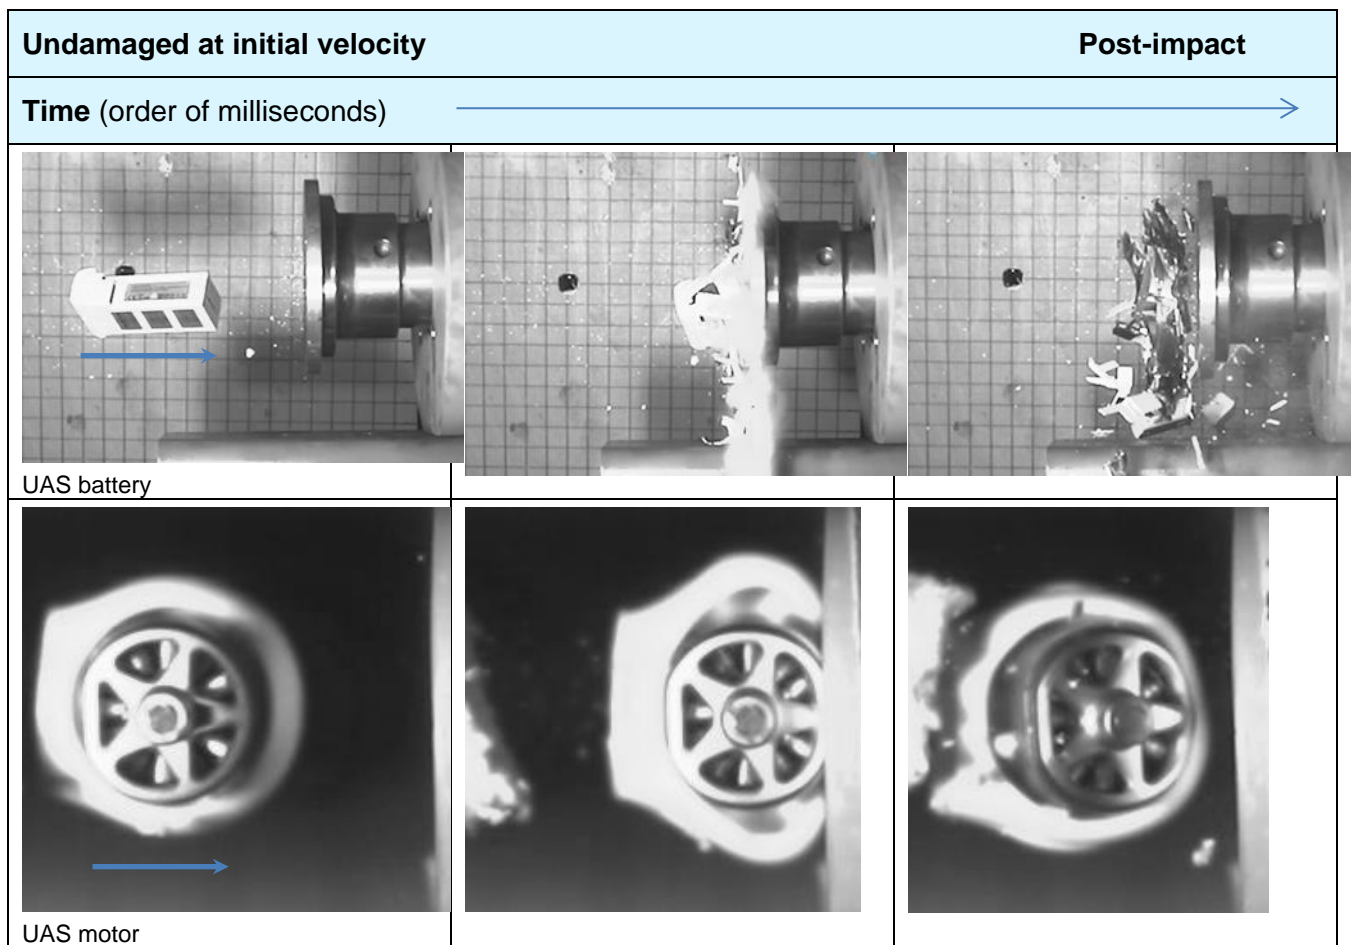 Undamaged at initial velocity Post-impact
Time (order of milliseconds)
UAS battery
UAS motor